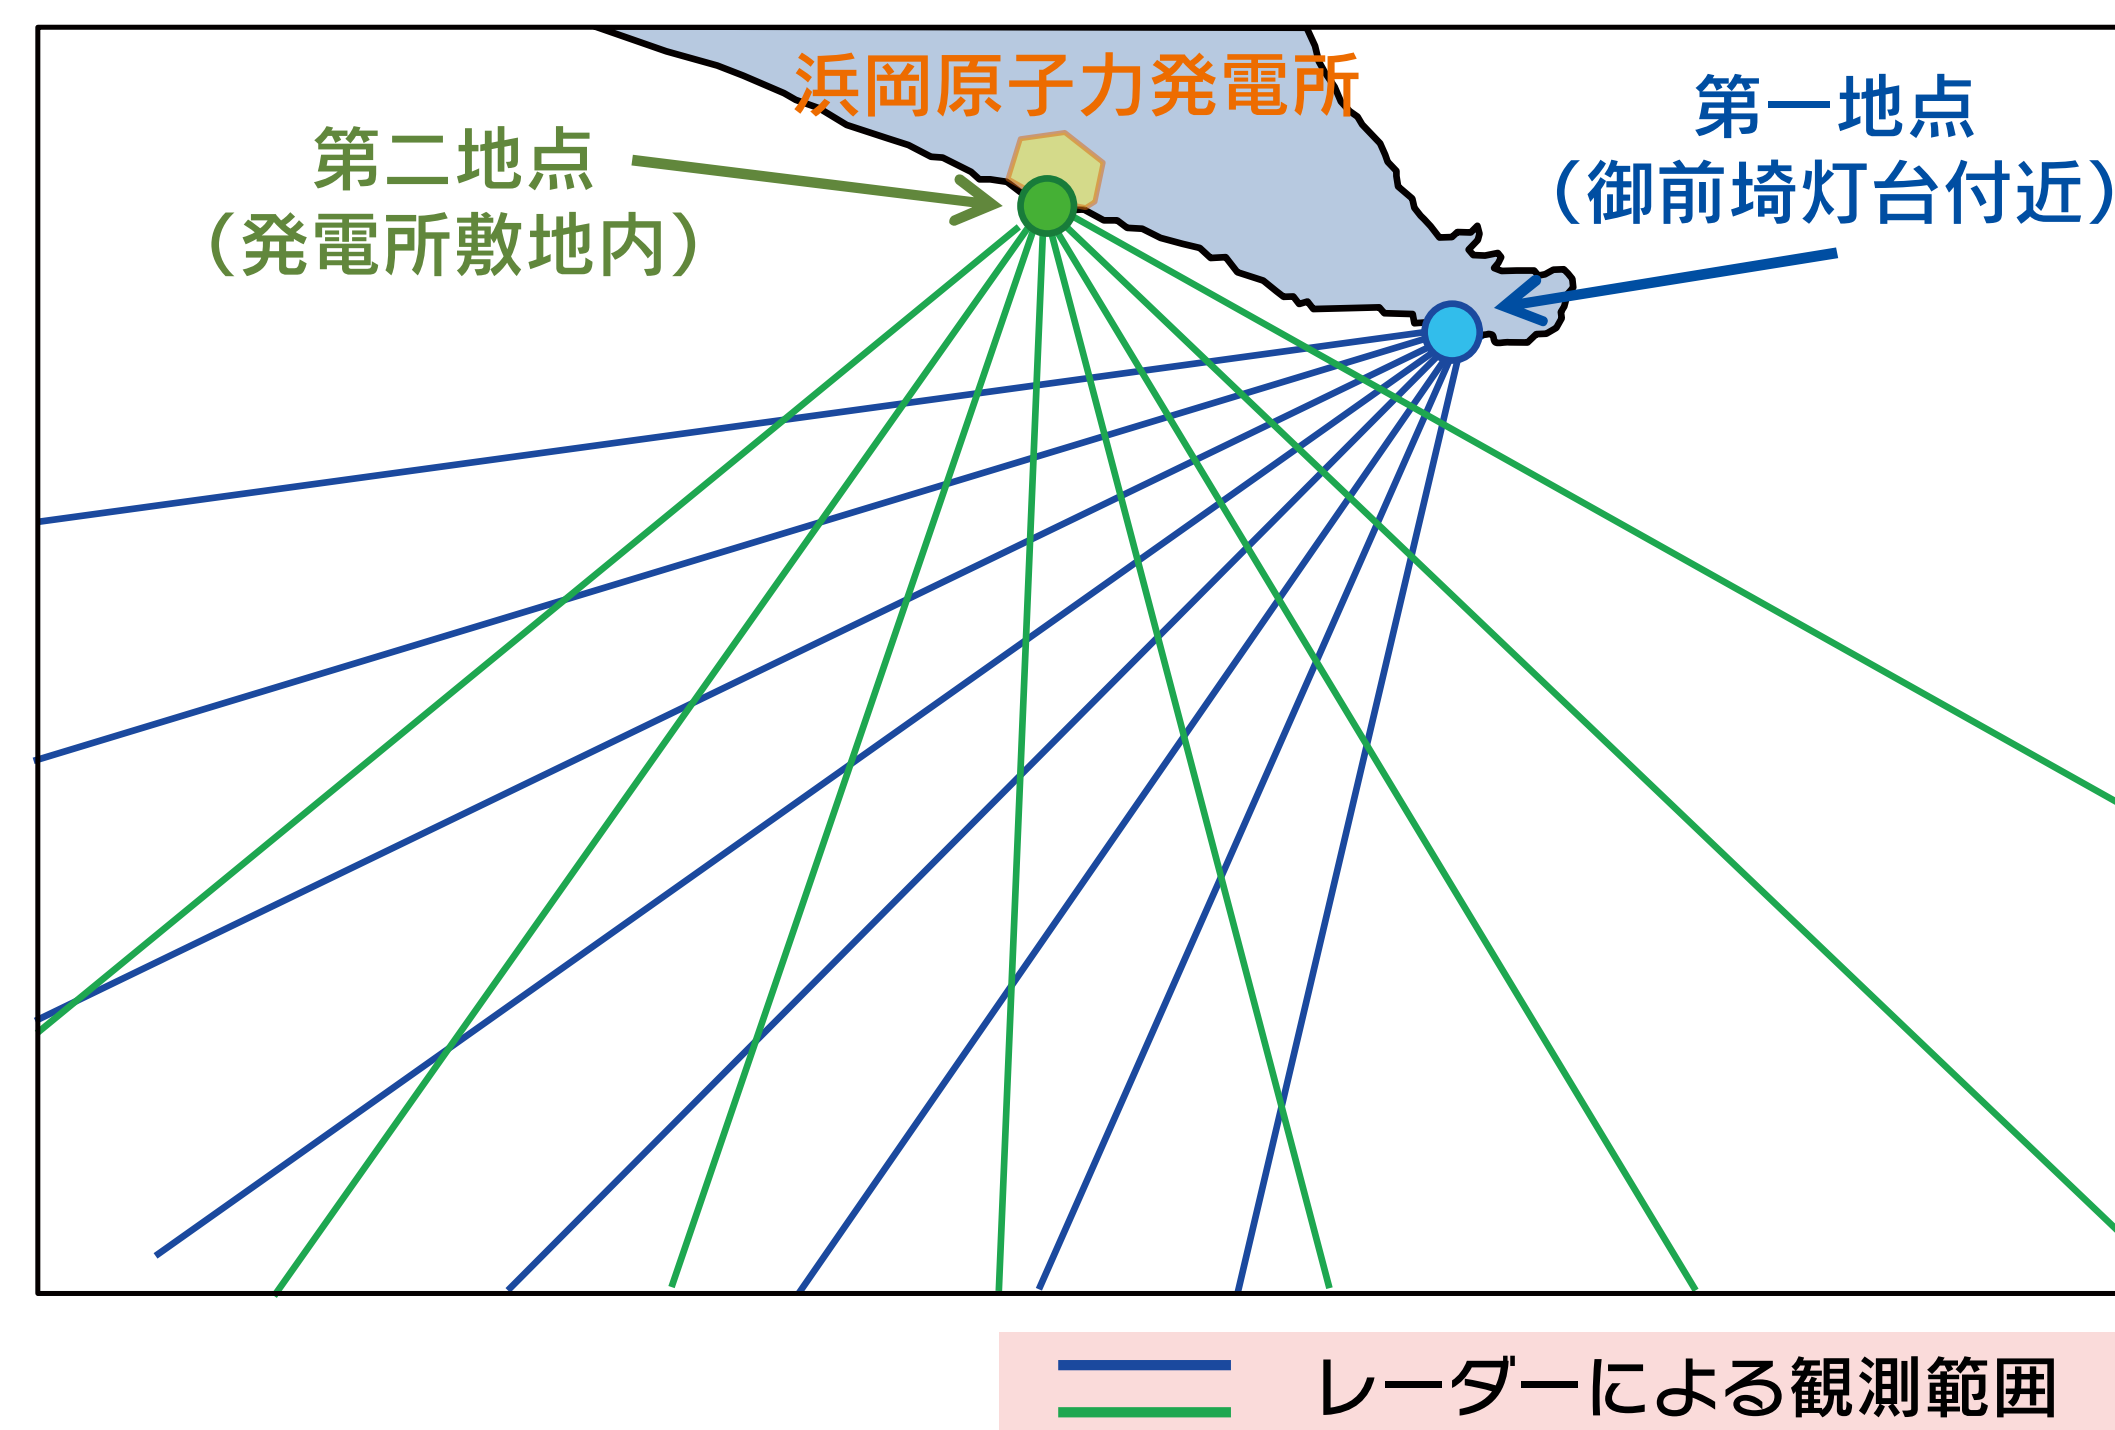 浜岡原子力発電所
第一地点
（御前埼灯台付近）
第二地点
（発電所敷地内）
レーダーによる観測範囲